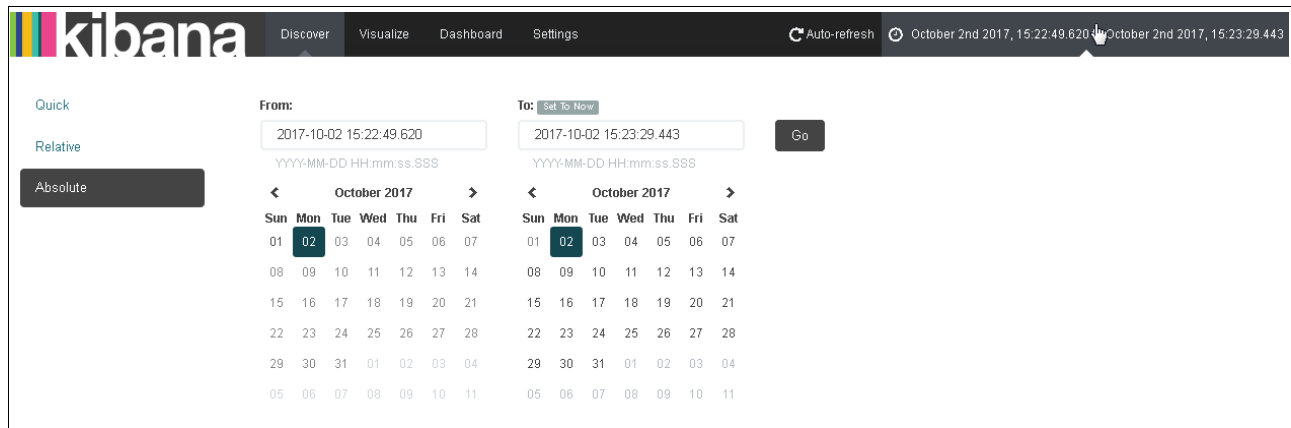 kibana Discover Visualize Dashboard Settings Auto-refresh October 2nd 2017, 15:22:49.620 October 2nd 2017, 15:23:29.443
Quick
Relative
Absolute
From:
2017-10-02 15:22:49.620
YYYY-MM-DD HH:mm:ss.SSS
October 2017
Sun Mon Tue Wed Thu Fri Sat
01 02 03 04 05 06 07
08 09 10 11 12 13 14
15 16 17 18 19 20 21
22 23 24 25 26 27 28
29 30 31 01 02 03 04
05 06 07 08 09 10 11
To: Set To Now
2017-10-02 15:23:29.443
YYYY-MM-DD HH:mm:ss.SSS
October 2017
Sun Mon Tue Wed Thu Fri Sat
01 02 03 04 05 06 07
08 09 10 11 12 13 14
15 16 17 18 19 20 21
22 23 24 25 26 27 28
29 30 31 01 02 03 04
05 06 07 08 09 10 11
Go